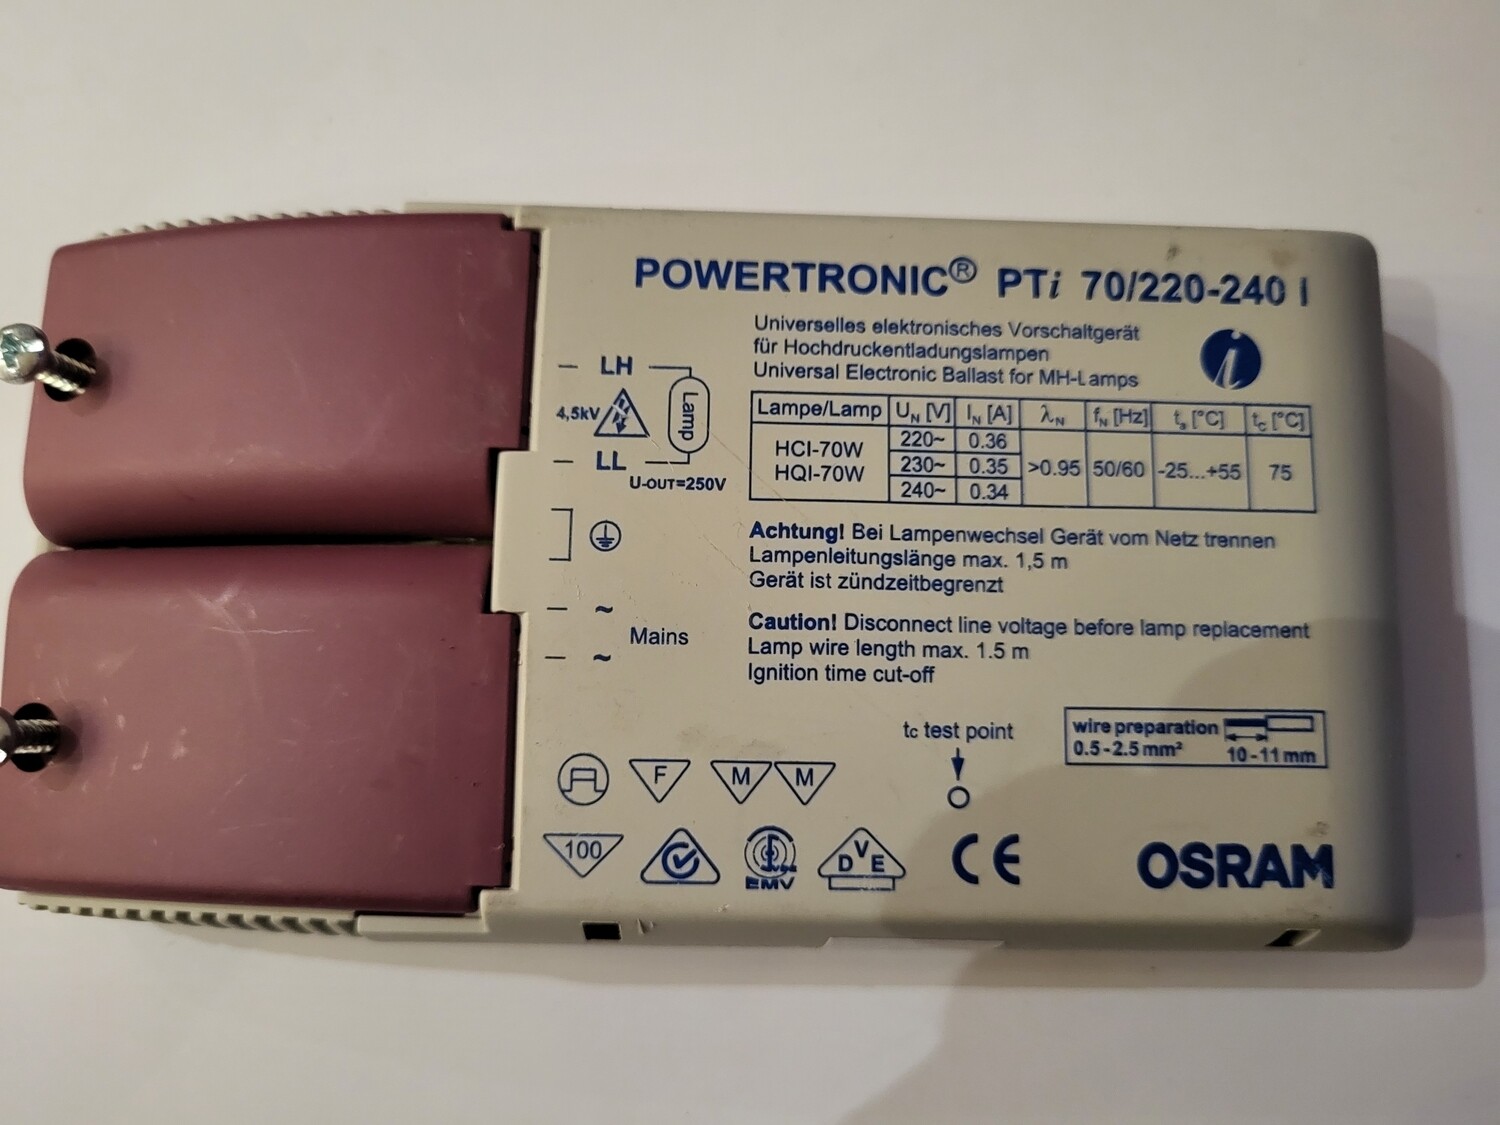 POWERTRONIC® PTi 70/220-240 I
Universelles elektronisches Vorschaltgerät
für Hochdruckentladungslampen
Universal Electronic Ballast for MH-Lamps
LH
4,5kV
Lamp
LL
U-OUT=250V
Lampe/Lamp UN [V] IN [A] λN fN [Hz] ts [°C] tc [°C]
HCI-70W
HQI-70W
220~ 0.36
230~ 0.35
240~ 0.34
>0.95 50/60 -25...+55 75
Achtung! Bei Lampenwechsel Gerät vom Netz trennen
Lampenleitungslänge max. 1,5 m
Gerät ist zündzeitbegrenzt
~
Mains
~
Caution! Disconnect line voltage before lamp replacement
Lamp wire length max. 1.5 m
Ignition time cut-off
tc test point
wire preparation
0.5-2.5 mm² 10-11 mm
F M M
100
EMV
DVE
CE
OSRAM